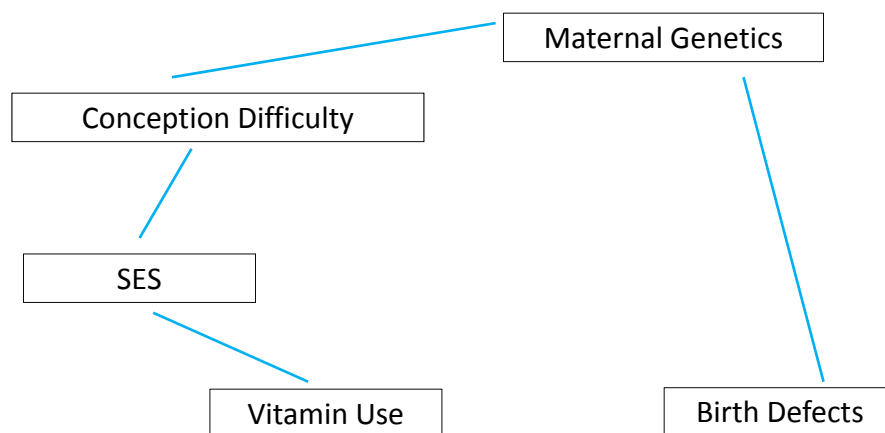 Maternal Genetics
Conception Difficulty
SES
Vitamin Use
Birth Defects